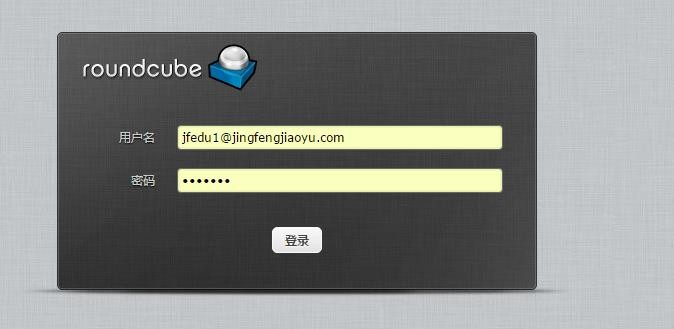 roundcube
用户名 jfedu1@jingfengjiaoyu.com
密码 •••••••
登录